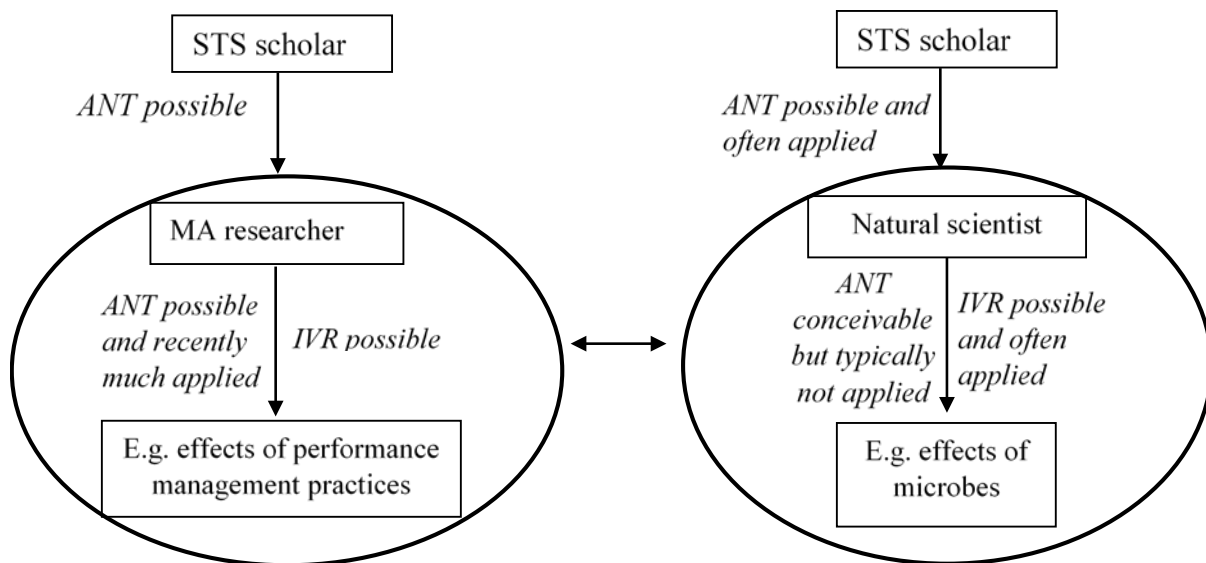 STS scholar
ANT possible
MA researcher
ANT possible
and recently
much applied
IVR possible
E.g. effects of performance
management practices
STS scholar
ANT possible and
often applied
Natural scientist
ANT
conceivable
but typically
not applied
IVR possible
and often
applied
E.g. effects of
microbes